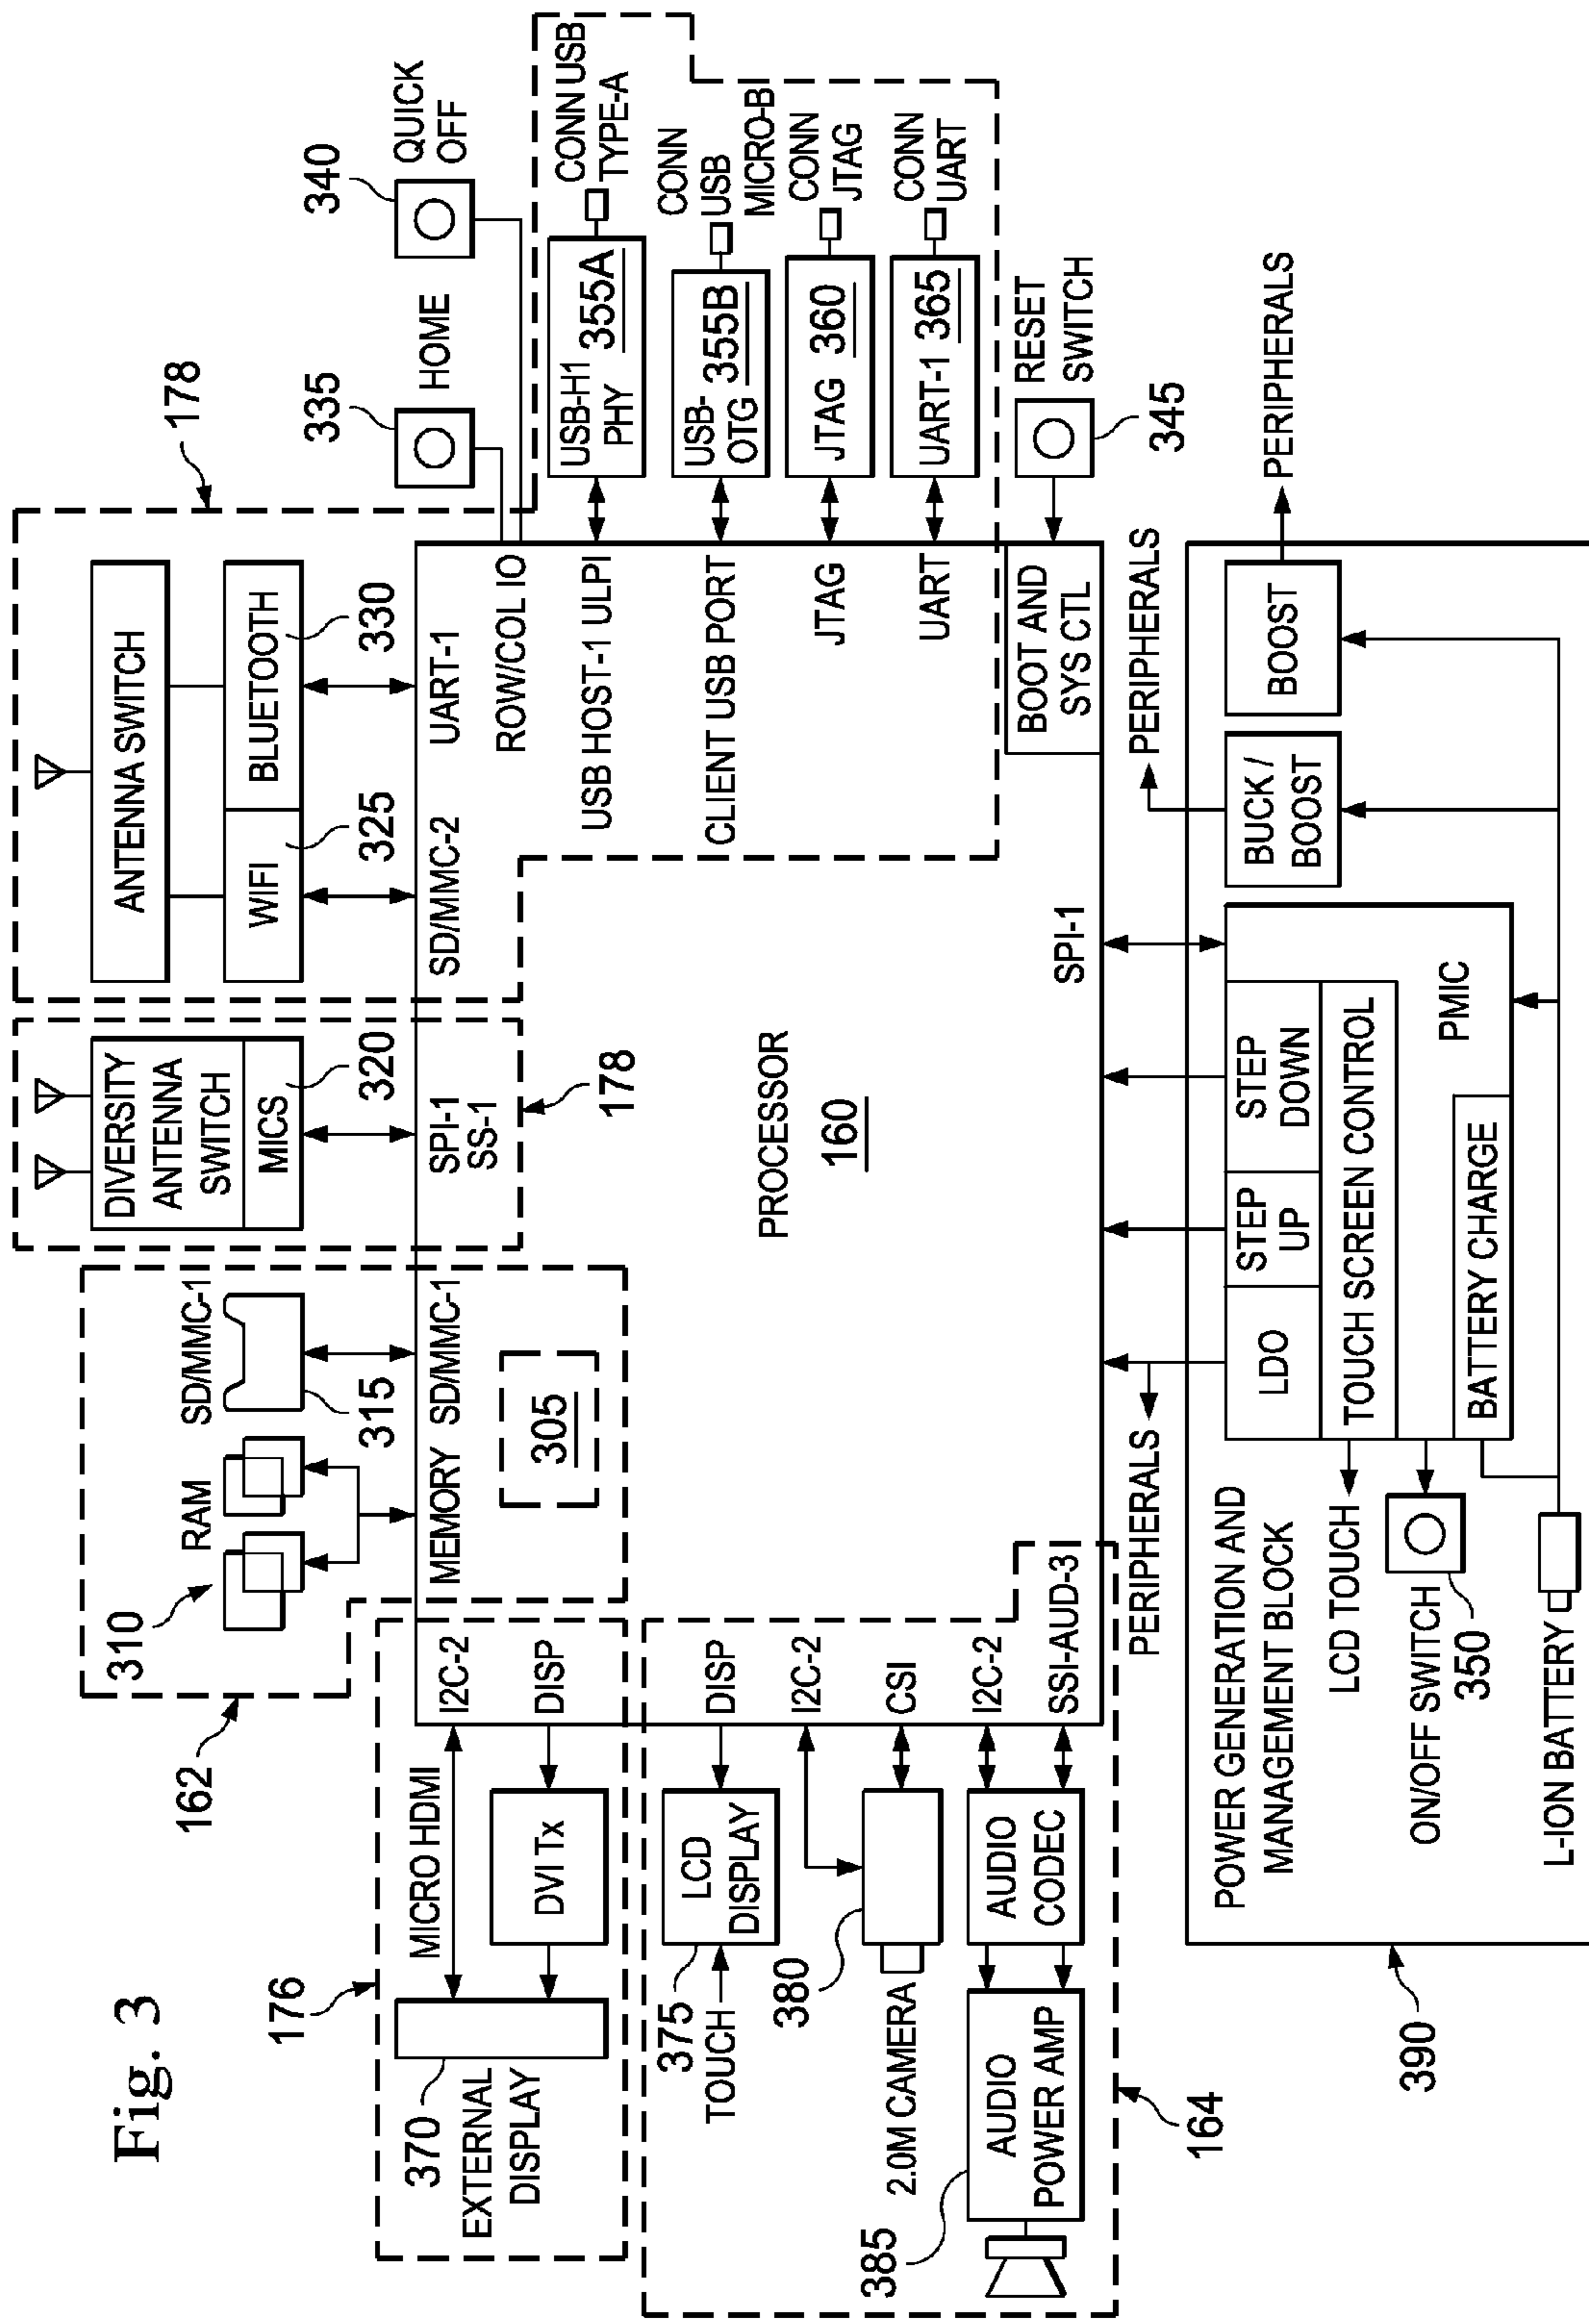 Fig. 3
162
310
RAM
SD/MMC-1
315
MEMORY
SD/MMC-1
305
DIVERSITY
ANTENNA
SWITCH
MICS
320
SPI-1
SS-1
178
178
ANTENNA SWITCH
WIFI
BLUETOOTH
325
330
SD/MMC-2
UART-1
335
HOME
340
QUICK
OFF
ROW/COL IO
USB HOST-1 ULPI
USB-H1
PHY
355A
CONN USB
TYPE-A
CLIENT USB PORT
USB-
OTG
355B
CONN
USB
MICRO-B
JTAG
JTAG 360
CONN
JTAG
UART
UART-1 365
CONN
UART
BOOT AND
SYS CTL
RESET
SWITCH
345
176
MICRO HDMI
I2C-2
DVI Tx
DISP
370
EXTERNAL
DISPLAY
PROCESSOR
160
375
TOUCH
LCD
DISPLAY
DISP
I2C-2
380
CSI
2.0M CAMERA
I2C-2
AUDIO
CODEC
SSI-AUD-3
385
AUDIO
POWER AMP
164
SPI-1
PERIPHERALS
PERIPHERALS
PERIPHERALS
390
POWER GENERATION AND
MANAGEMENT BLOCK
LDO
STEP
UP
STEP
DOWN
BUCK /
BOOST
BOOST
LCD TOUCH
TOUCH SCREEN CONTROL
ON/OFF SWITCH
350
PMIC
BATTERY CHARGE
L-ION BATTERY